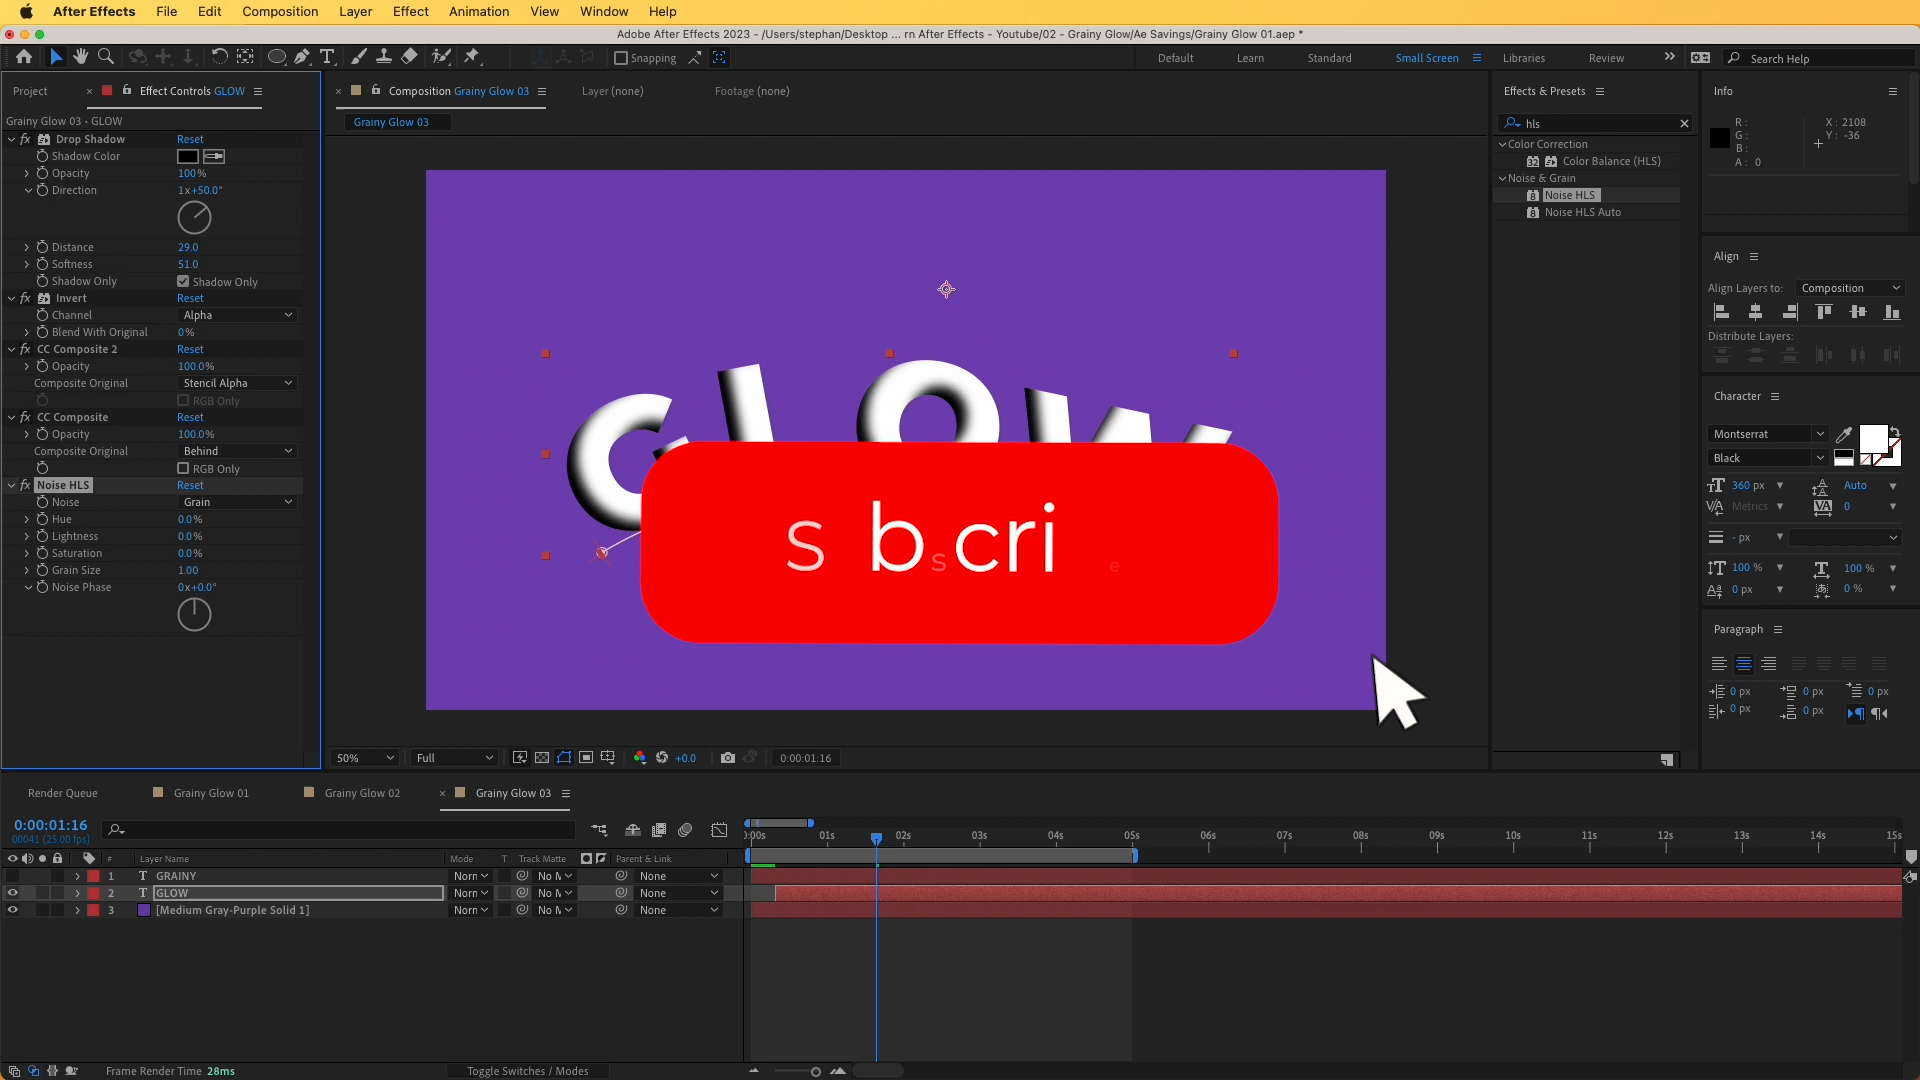 After Effects File Edit Composition Layer Effect Animation View Window Help
Adobe After Effects 2023 - /Users/stephan/Desktop ... rn After Effects - Youtube/02 - Grainy Glow/Ae Savings/Grainy Glow 01.aep *
Snapping Default Learn Standard Small Screen Libraries Review Search Help
Project Effect Controls GLOW
Grainy Glow 03 • GLOW
Drop Shadow Reset
Shadow Color
Opacity 100%
Direction 1x+50.0°
Distance 29.0
Softness 51.0
Shadow Only Shadow Only
Invert Reset
Channel Alpha
Blend With Original 0%
CC Composite 2 Reset
Opacity 100.0%
Composite Original Stencil Alpha
RGB Only
CC Composite Reset
Opacity 100.0%
Composite Original Behind
RGB Only
Noise HLS Reset
Noise Grain
Hue 0.0%
Lightness 0.0%
Saturation 0.0%
Grain Size 1.00
Noise Phase 0x+0.0°
Composition Grainy Glow 03 Layer (none) Footage (none)
Grainy Glow 03
GLOW
S b s cri e
50% Full +0.0 0:00:01:16
Effects & Presets
hls
Color Correction
Color Balance (HLS)
Noise & Grain
Noise HLS
Noise HLS Auto
Info
R : X : 2108
G : Y : -36
B :
A : 0
Align
Align Layers to: Composition
Distribute Layers:
Character
Montserrat
Black
360 px Auto
Metrics 0
- px
100 % 100 %
0 px 0 %
Paragraph
0 px 0 px 0 px
0 px 0 px
Render Queue Grainy Glow 01 Grainy Glow 02 Grainy Glow 03
0:00:01:16
00041 (25.00 fps)
:00s 01s 02s 03s 04s 05s 06s 07s 08s 09s 10s 11s 12s 13s 14s 15s
# Layer Name Mode T Track Matte Parent & Link
1 T GRAINY Norn No M None
2 T GLOW Norn No M None
3 [Medium Gray-Purple Solid 1] Norn No M None
Frame Render Time 28ms Toggle Switches / Modes